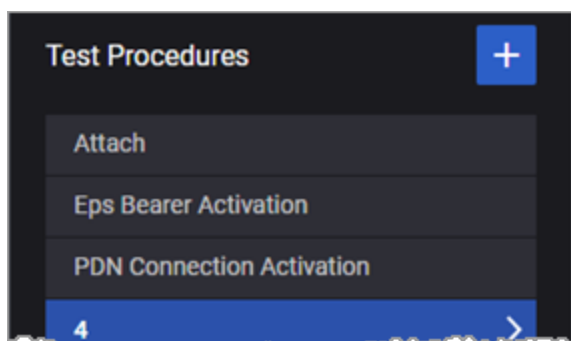 Test Procedures +
Attach
Eps Bearer Activation
PDN Connection Activation
4